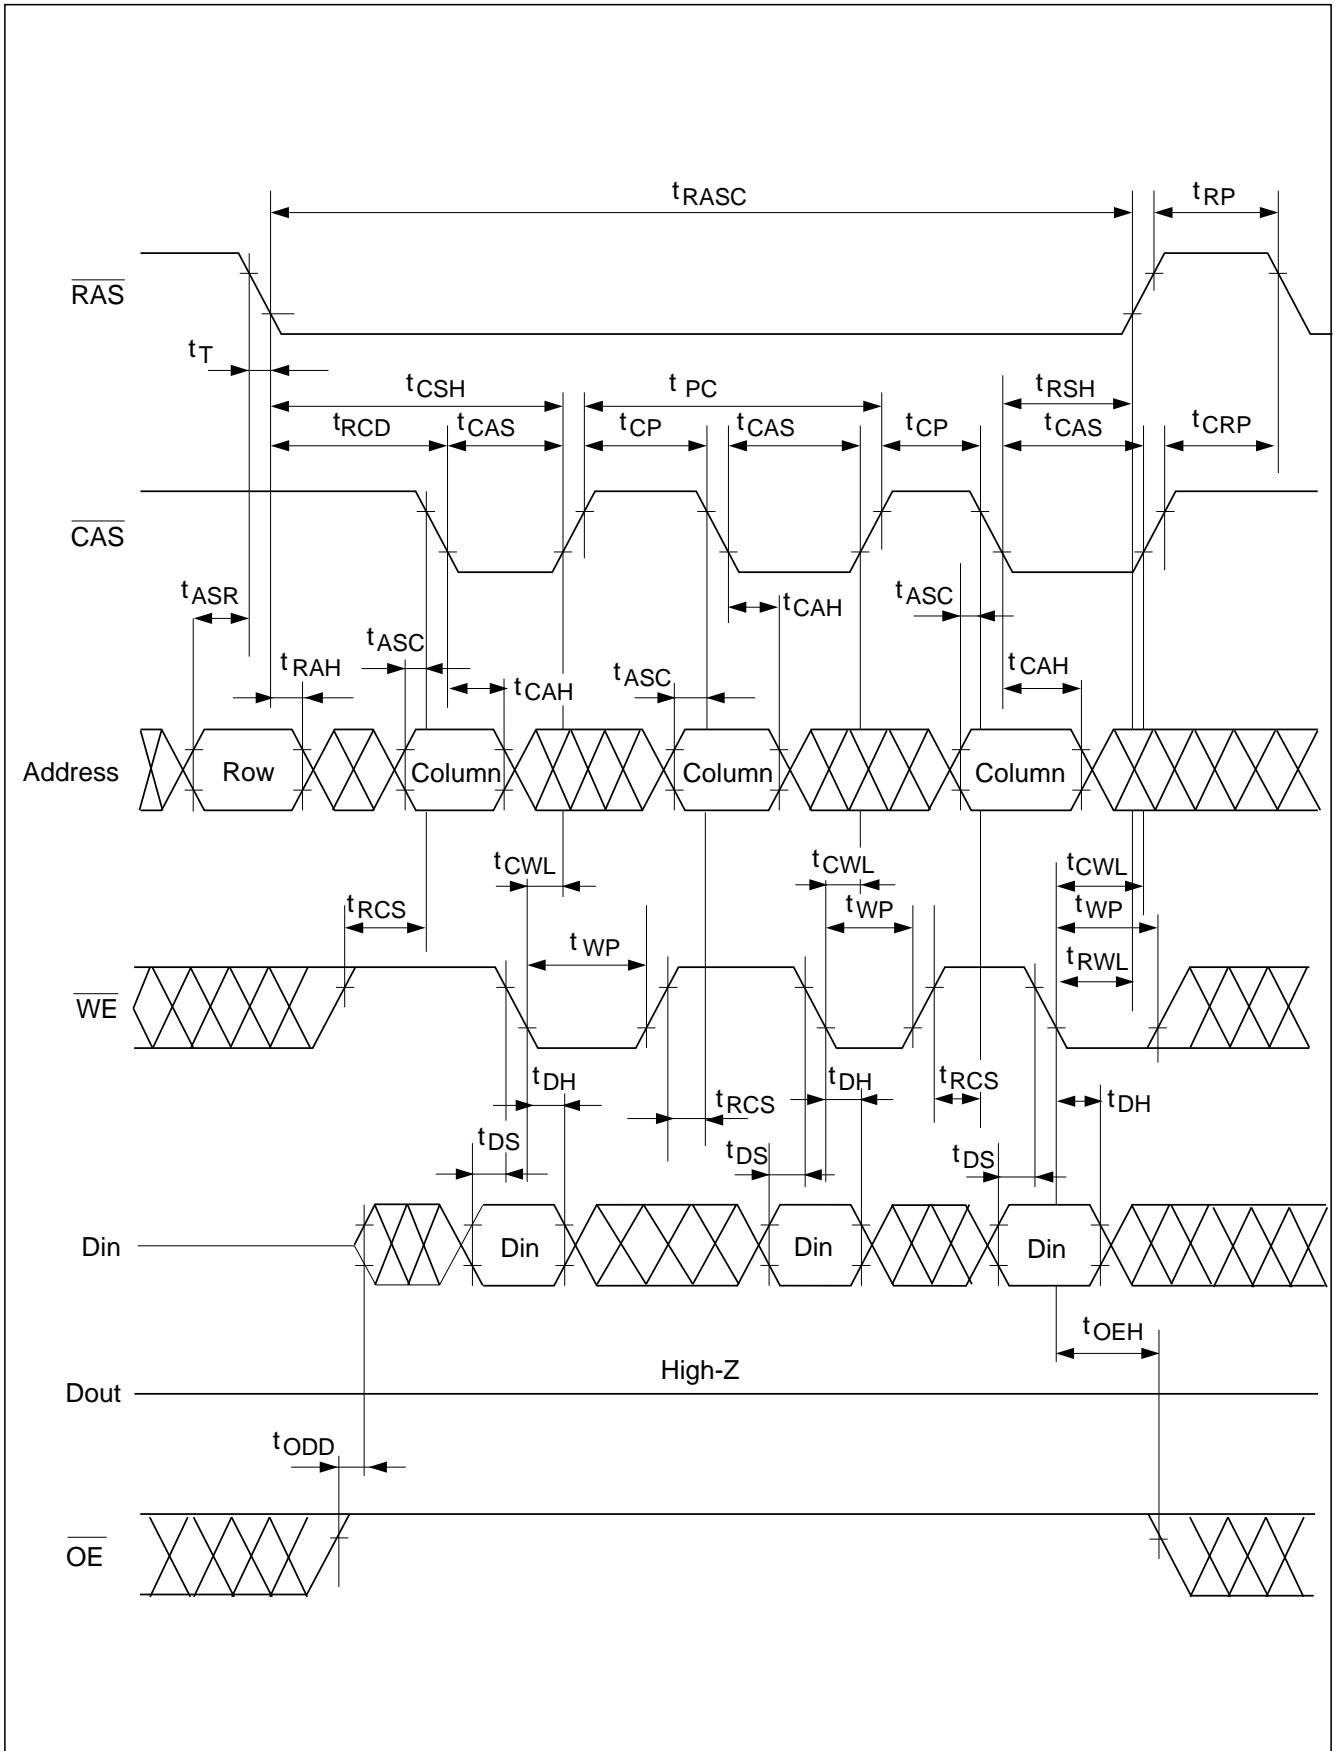 tRASC tRP
RAS
tT
tCSH t PC tRSH
tRCD tCAS tCP tCAS tCP tCAS tCRP
CAS
tASR tCAH tASC
tASC tRAH tCAH tASC tCAH
Address Row Column Column Column
tCWL tCWL tCWL
tRCS tWP tWP tWP
tRWL
WE
tDH tRCS tDH tRCS tDH
tDS tDS tDS
Din Din Din Din
tOEH
High-Z
Dout
tODD
OE